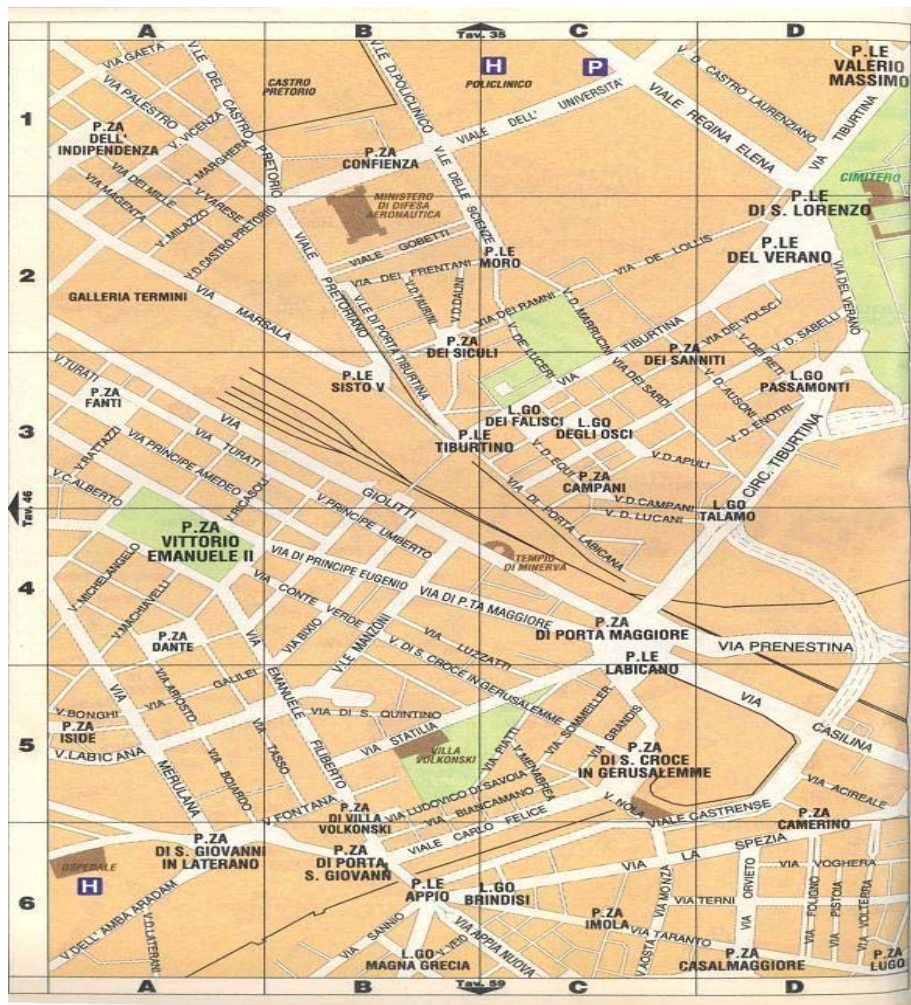 A B C D
Tav. 35
1
VIA GAETA
VIA PALESTRO
V. VICENZA
P.ZA
DELL'
INDIPENDENZA
V. MARGHERA
VIA DEI MILLE
VIA MAGENTA
V. VARESE
V. MILAZZO
V.D. CASTRO PRETORIO
V.LE DEL CASTRO PRETORIO
CASTRO
PRETORIO
V.LE D.POLICLINICO
H
POLICLINICO
P
VIALE DELL' UNIVERSITA'
P.ZA
CONFIENZA
V.LE DELLE SCIENZE
V. D. CASTRO LAURENZIANO
VIALE REGINA ELENA
P.LE
VALERIO
MASSIMO
VIA TIBURTINA
CIMITERO
2
MINISTERO
DI DIFESA
AERONAUTICA
P.LE
DI S. LORENZO
P.LE
DEL VERANO
VIA DEL VERANO
VIALE GOBETTI
P.LE
MORO
VIA DE LOLLIS
VIA DEI FRENTANI
V.D.TAURINI
V.D.DALINI
VIALE PRETORIANO
V.LE DI PORTA TIBURTINA
VIA DEI RAMNI
V. D. MARRUCINI
V. DE LUCERI
GALLERIA TERMINI
VIA MARSALA
P.ZA
DEI SICULI
VIA TIBURTINA
P.ZA
DEI SANNITI
VIA DEI VOLSCI
V. DEI RETI
V. D. SABELLI
3
V.TURATI
P.ZA
FANTI
P.LE
SISTO V
VIA DEI SARDI
V. D. AUSONI
L.GO
PASSAMONTI
L.GO
DEI FALISCI
L.GO
DEGLI OSCI
V. D. ENOTRI
V.RATTAZZI
VIA PRINCIPE AMEDEO
VIA TURATI
VIA GIOLITTI
P.LE
TIBURTINO
V. D. EQUI
V.D.APULI
P.ZA
CAMPANI
CIRC. TIBURTINA
V. C.ALBERTO
V.RICASOLI
V.PRINCIPE UMBERTO
VIA DI PORTA LABICANA
V.D. CAMPANI
V. D. LUCANI
L.GO
TALAMO
Tav. 46
4
P.ZA
VITTORIO
EMANUELE II
V. MICHELANGELO
V.MACHIAVELLI
VIA DI PRINCIPE EUGENIO
TEMPIO
DI MINERVA
VIA CONTE VERDE
VIA DI P.TA MAGGIORE
P.ZA
DI PORTA MAGGIORE
P.ZA
DANTE
VIA BIXIO
V.LE MANZONI
VIA LUZZATTI
V. DI S. CROCE IN GERUSALEMME
P.LE
LABICANO
VIA PRENESTINA
5
VIA ARIOSTO
VIA GALILEI
VIA EMANUELE FILIBERTO
V.BONGHI
P.ZA
ISIDE
V.LABICANA
VIA DI S. QUINTINO
VIA STATILIA
VILLA
VOLKONSKI
VIA PIATTI
V. MENABREA
VIA SOMMEILLER
VIA GRANDIS
P.ZA
DI S. CROCE
IN GERUSALEMME
VIA CASILINA
VIA MERULANA
VIA BOIARDO
VIA TASSO
V. FONTANA
P.ZA
DI VILLA
VOLKONSKI
VIA LUDOVICO DI SAVOIA
VIA BIANCAMANO
VIALE CARLO FELICE
V. NOLA
VIALE CASTRENSE
VIA ACIREALE
P.ZA
CAMERINO
6
OSPEDALE
H
P.ZA
DI S. GIOVANNI
IN LATERANO
P.ZA
DI PORTA
S. GIOVANN
P.LE
APPIO
L.GO
BRINDISI
VIA LA SPEZIA
VIA VOGHERA
V.DELL'AMBA ARADAM
V.D.LATERANI
VIA SANNIO
V. VEIO
VIA APPIA NUOVA
L.GO
MAGNA GRECIA
P.ZA
IMOLA
VIA MONZA
V.AOSTA
VIA TERNI
VIA TARANTO
VIA ORVIETO
VIA FOLIGNO
VIA PISTOIA
VIA VOLTERRA
P.ZA
CASALMAGGIORE
P.ZA
LUGO
A B C D
Tav. 59